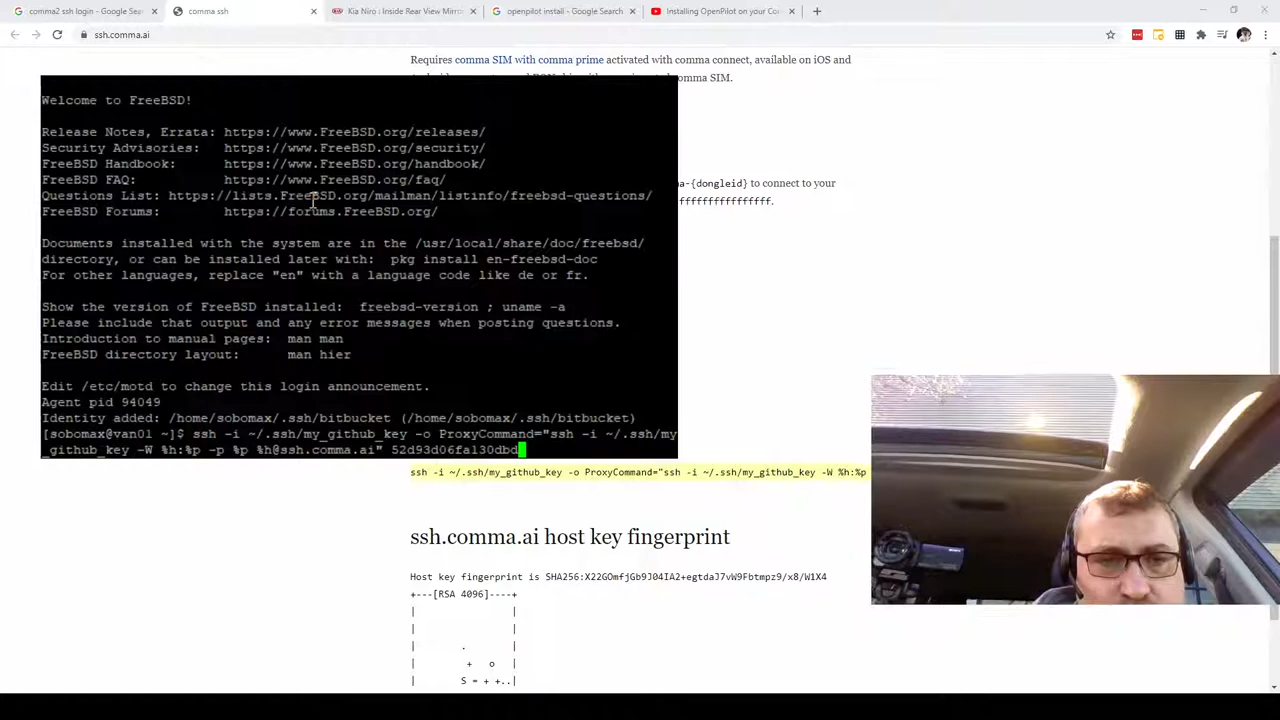 comma2 ssh login - Google Sear
comma ssh
Kia Niro : Inside Rear View Mirro
openpilot install - Google Search
Installing OpenPilot on your Co
ssh.comma.ai
Requires comma SIM with comma prime activated with comma connect, available on iOS and
comma SIM.
Welcome to FreeBSD!
Release Notes, Errata: https://www.FreeBSD.org/releases/
Security Advisories: https://www.FreeBSD.org/security/
FreeBSD Handbook: https://www.FreeBSD.org/handbook/
FreeBSD FAQ: https://www.FreeBSD.org/faq/
Questions List: https://lists.FreeBSD.org/mailman/listinfo/freebsd-questions/
FreeBSD Forums: https://forums.FreeBSD.org/
Documents installed with the system are in the /usr/local/share/doc/freebsd/
directory, or can be installed later with: pkg install en-freebsd-doc
For other languages, replace "en" with a language code like de or fr.
Show the version of FreeBSD installed: freebsd-version ; uname -a
Please include that output and any error messages when posting questions.
Introduction to manual pages: man man
FreeBSD directory layout: man hier
Edit /etc/motd to change this login announcement.
Agent pid 94049
Identity added: /home/sobomax/.ssh/bitbucket (/home/sobomax/.ssh/bitbucket)
[sobomax@van01 ~]$ ssh -i ~/.ssh/my_github_key -o ProxyCommand="ssh -i ~/.ssh/my
_github_key -W %h:%p -p %p %h@ssh.comma.ai" 52d93d06fa130dbd
ma-{dongleid} to connect to your
ffffffffffffffff.
ssh -i ~/.ssh/my_github_key -o ProxyCommand="ssh -i ~/.ssh/my_github_key -W %h:%p
ssh.comma.ai host key fingerprint
Host key fingerprint is SHA256:X22GOmfjGb9J04IA2+egtdaJ7vW9Fbtmpz9/x8/W1X4
+---[RSA 4096]----+
| |
| |
| . |
| + o |
| S = + +..|